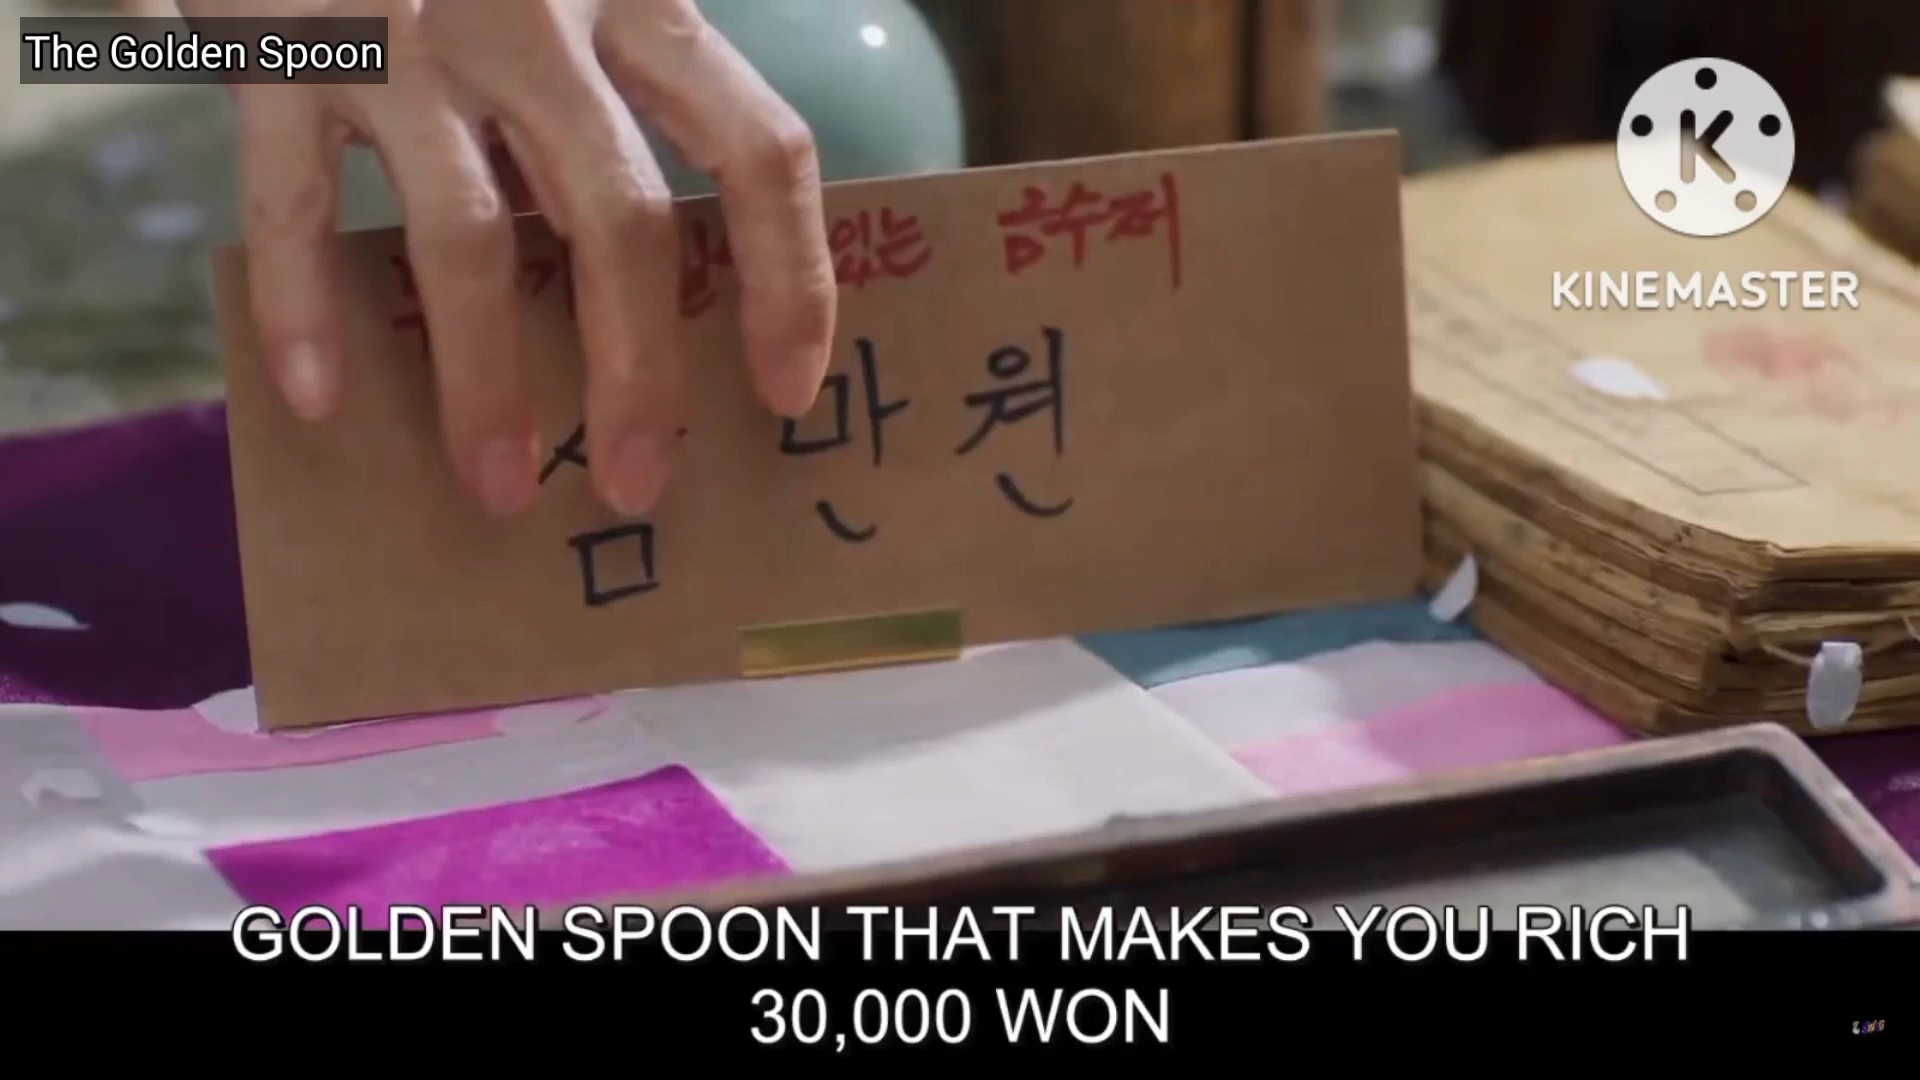 The Golden Spoon
KINEMASTER
있는 금수저
삼만원
GOLDEN SPOON THAT MAKES YOU RICH
30,000 WON